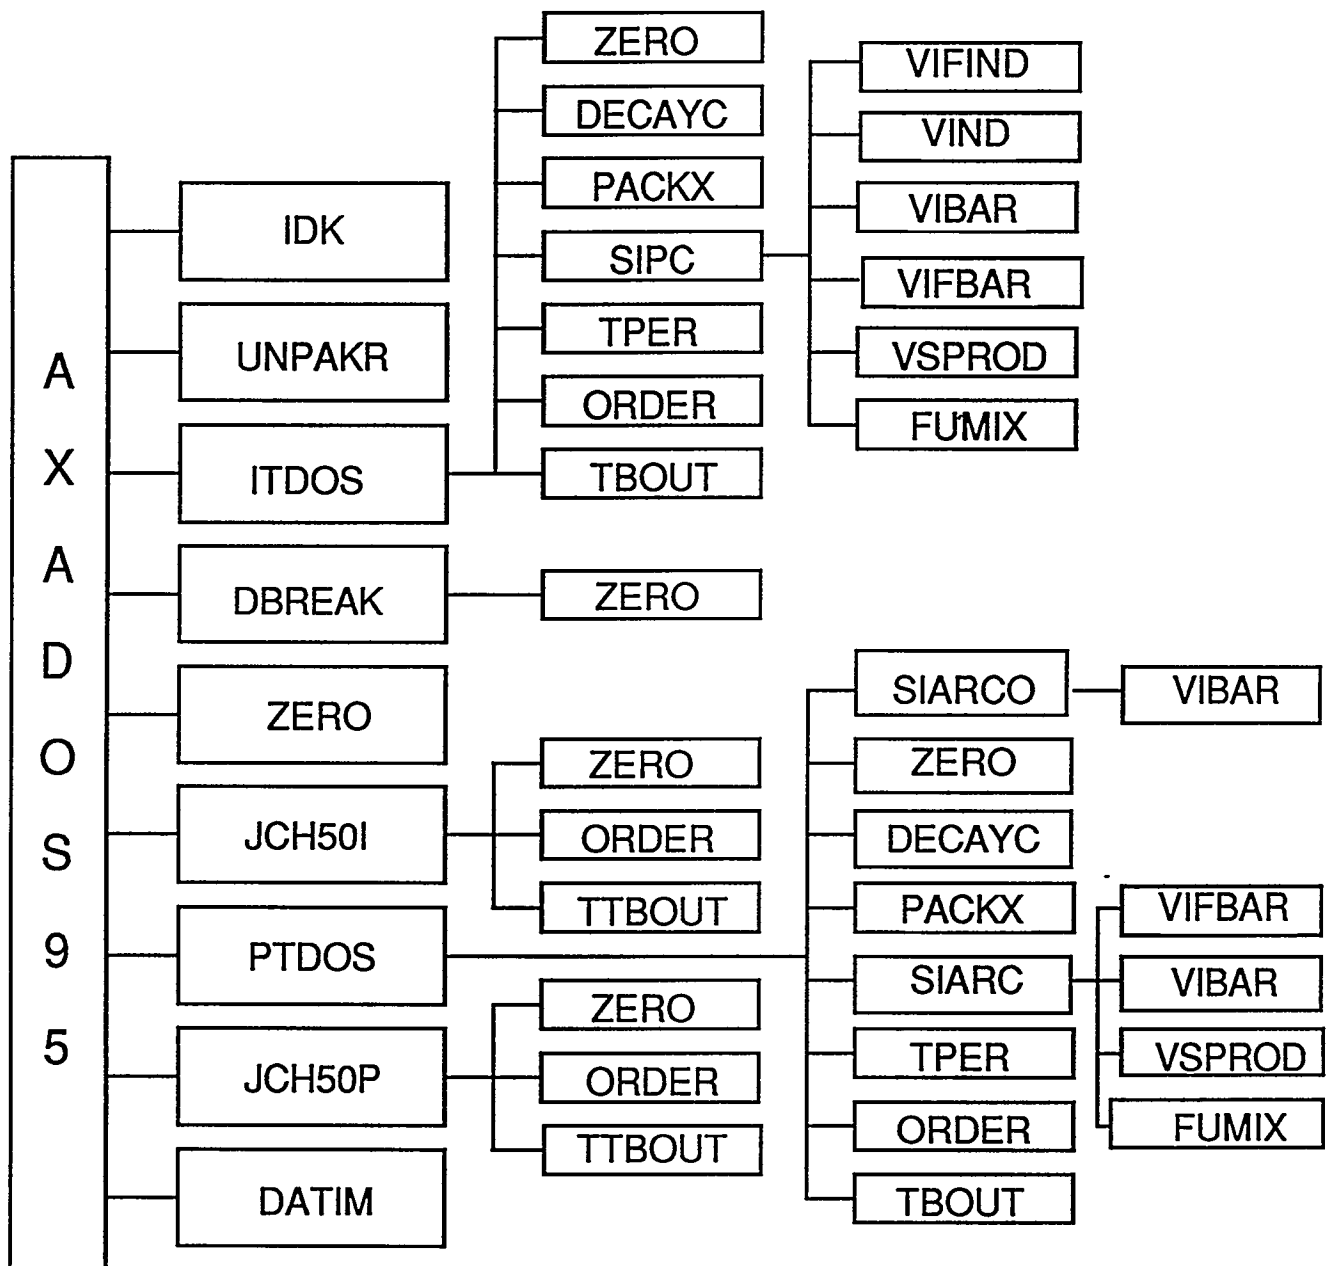 AXADOS95
IDK
UNPAKR
ITDOS
ZERO
DECAYC
PACKX
SIPC
VIFIND
VIND
VIBAR
VIFBAR
VSPROD
FUMIX
TPER
ORDER
TBOUT
DBREAK
ZERO
ZERO
JCH50I
ZERO
ORDER
TTBOUT
PTDOS
SIARCO
VIBAR
ZERO
DECAYC
PACKX
SIARC
VIFBAR
VIBAR
VSPROD
FUMIX
TPER
ORDER
TBOUT
JCH50P
ZERO
ORDER
TTBOUT
DATIM